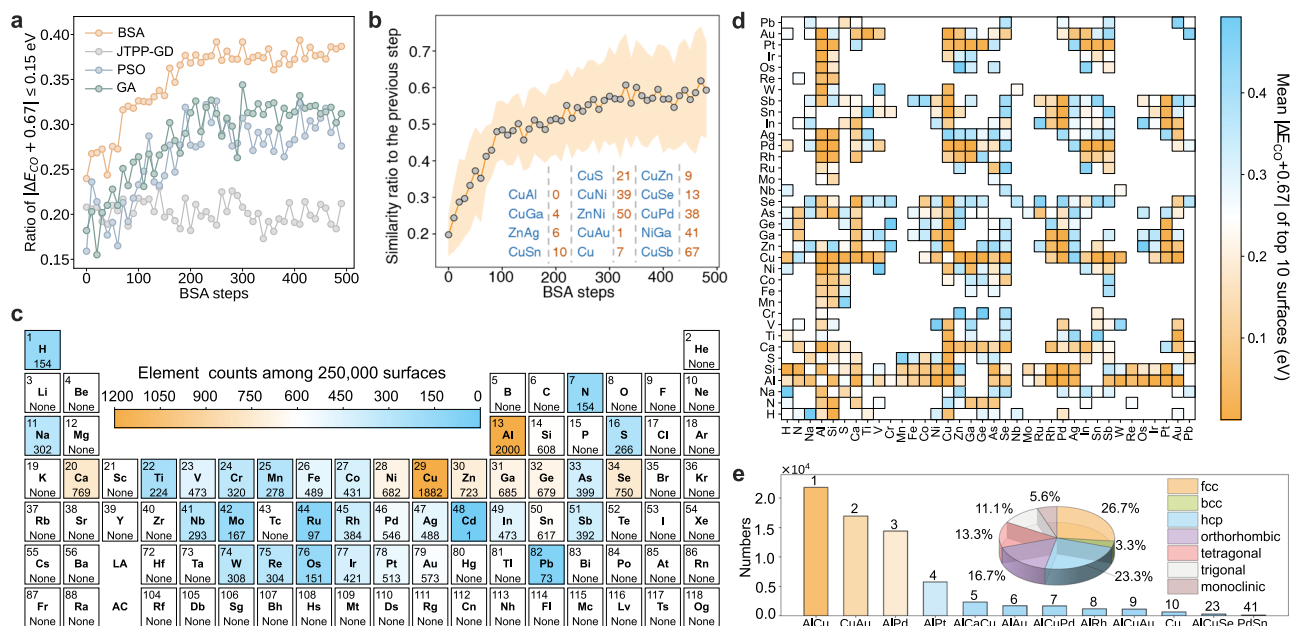 a
BSA
JTPP-GD
PSO
GA
Ratio of |ΔE_CO + 0.67| ≤ 0.15 eV
0.40
0.35
0.30
0.25
0.20
0.15
0 100 200 300 400 500
BSA steps
b
Similarity ratio to the previous step
0.7
0.6
0.5
0.4
0.3
0.2
CuS 21 CuZn 9
CuAl 0 CuNi 39 CuSe 13
CuGa 4 ZnNi 50 CuPd 38
ZnAg 6 CuAu 1 NiGa 41
CuSn 10 Cu 7 CuSb 67
0 100 200 300 400 500
BSA steps
c
Element counts among 250,000 surfaces
1200 1050 900 750 600 450 300 150 0
1 H 154
2 He None
3 Li None
4 Be None
5 B None
6 C None
7 N 154
8 O None
9 F None
10 Ne None
11 Na 302
12 Mg None
13 Al 2000
14 Si 608
15 P None
16 S 266
17 Cl None
18 Ar None
19 K None
20 Ca 769
21 Sc None
22 Ti 224
23 V 473
24 Cr 320
25 Mn 278
26 Fe 489
27 Co 431
28 Ni 682
29 Cu 1882
30 Zn 723
31 Ga 685
32 Ge 679
33 As 399
34 Se 750
35 Br None
36 Kr None
37 Rb None
38 Sr None
39 Y None
40 Zr None
41 Nb 293
42 Mo 167
43 Tc None
44 Ru 97
45 Rh 384
46 Pd 546
47 Ag 488
48 Cd 1
49 In 473
50 Sn 617
51 Sb 392
52 Te None
53 I None
54 Xe None
55 Cs None
56 Ba None
LA
72 Hf None
73 Ta None
74 W 308
75 Re 304
76 Os 151
77 Ir 421
78 Pt 513
79 Au 573
80 Hg None
81 Tl None
82 Pb 73
83 Bi None
84 Po None
85 At None
86 Rn None
87 Fr None
88 Ra None
AC
104 Rf None
105 Db None
106 Sg None
107 Bh None
108 Hs None
109 Mt None
110 Ds None
111 Rg None
112 Cn None
113 Nh None
114 Fl None
115 Mc None
116 Lv None
117 Ts None
118 Og None
d
Pb
Au
Pt
Ir
Os
Re
W
Sb
Sn
In
Ag
Pd
Rh
Ru
Mo
Nb
Se
As
Ge
Ga
Zn
Cu
Ni
Co
Fe
Mn
Cr
V
Ti
Ca
S
Si
Al
Na
N
H
H N Na Al Si S Ca Ti V Cr Mn Fe Co Ni Cu Zn Ga Ge As Se Nb Mo Ru Rh Pd Ag In Sn Sb W Re Os Ir Pt Au Pb
0.4
0.3
0.2
0.1
Mean |ΔE_CO+0.67| of top 10 surfaces (eV)
e
×10⁴
Numbers
2.0
1.5
1.0
0.5
0.0
1 2 3 4 5 6 7 8 9 10 23 41
AlCu CuAu AlPd AlPt AlCaCu AlAu AlCuPd AlRh AlCuAu Cu AlCuSe PdSn
5.6%
11.1%
26.7%
13.3%
3.3%
16.7%
23.3%
fcc
bcc
hcp
orthorhombic
tetragonal
trigonal
monoclinic